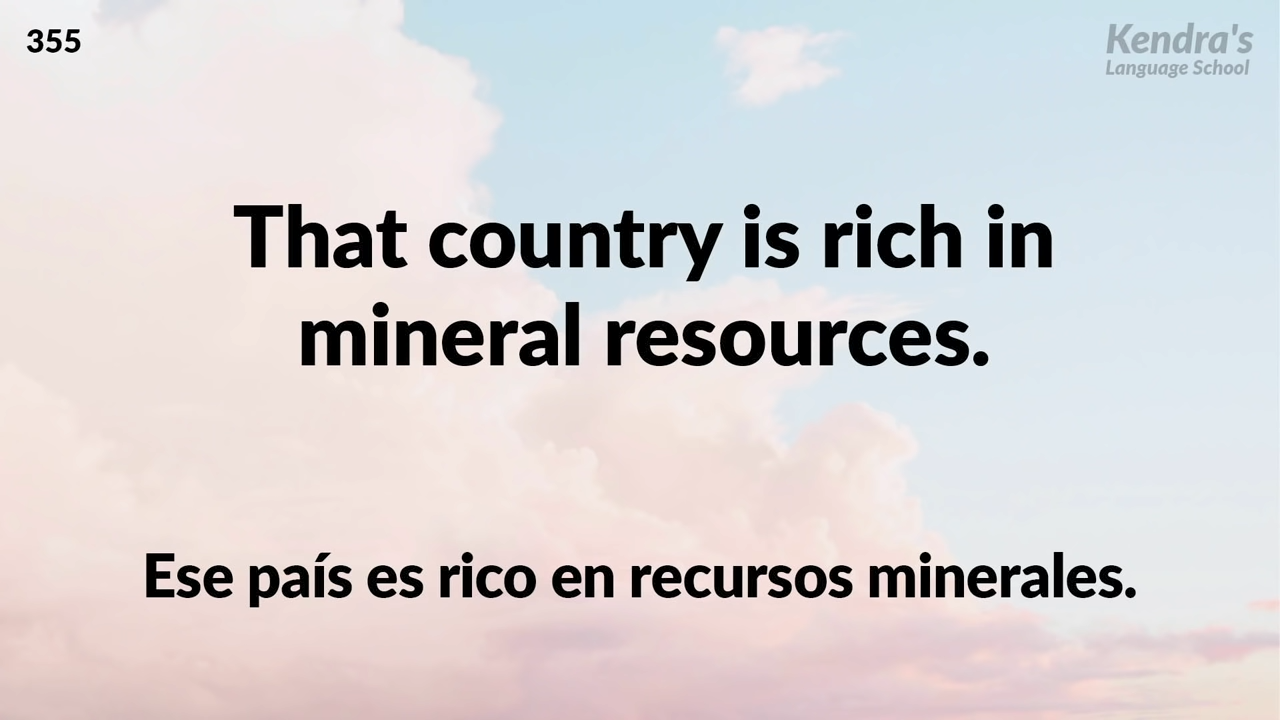 355
Kendra's
Language School
That country is rich in
mineral resources.
Ese país es rico en recursos minerales.